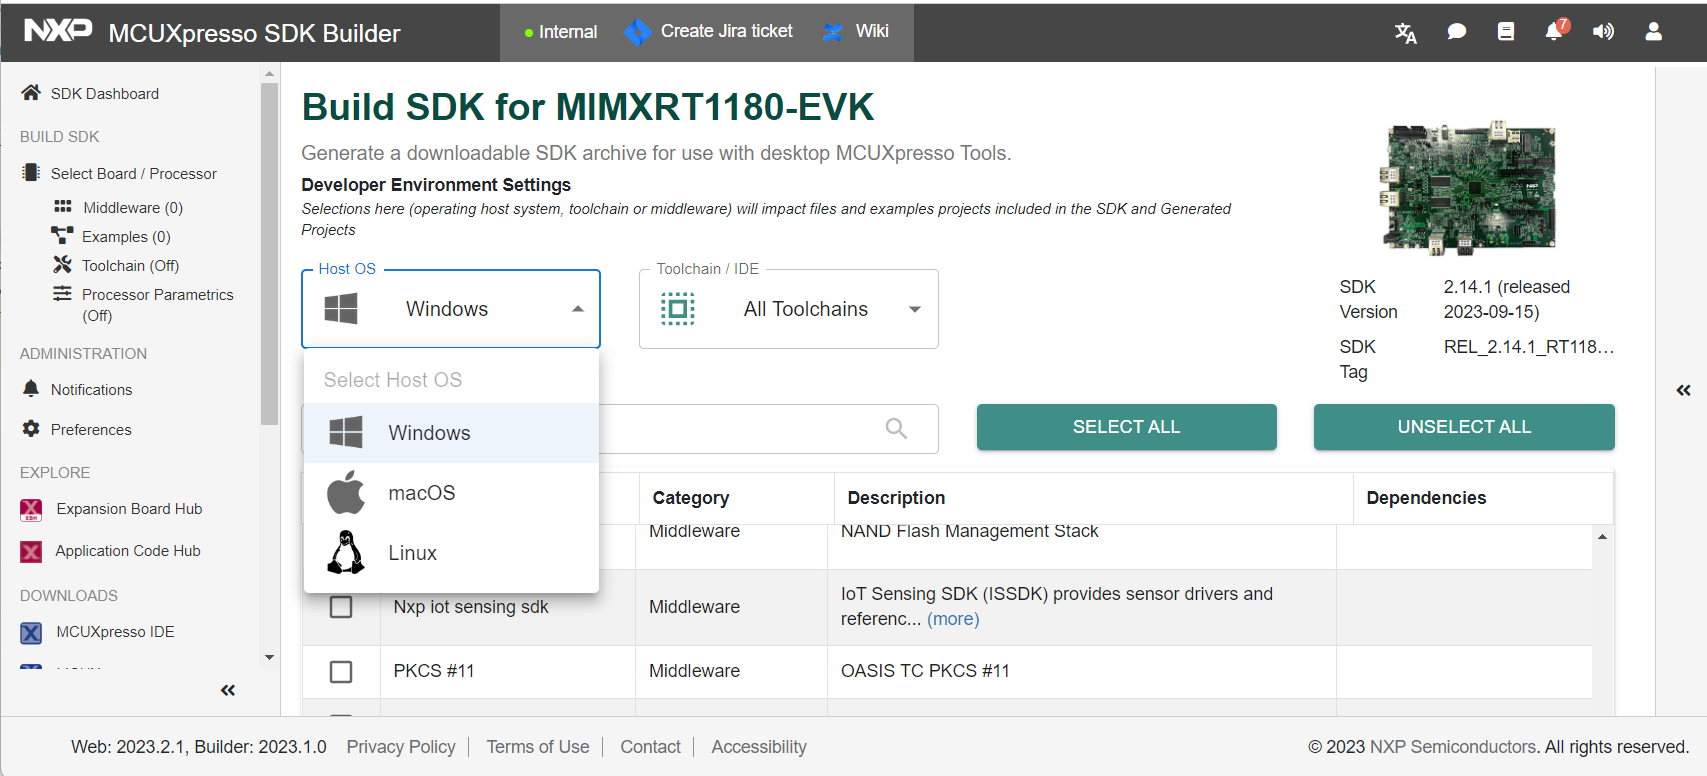 NXP MCUXpresso SDK Builder
Internal
Create Jira ticket
Wiki
7
SDK Dashboard
BUILD SDK
Select Board / Processor
Middleware (0)
Examples (0)
Toolchain (Off)
Processor Parametrics
(Off)
ADMINISTRATION
Notifications
Preferences
EXPLORE
Expansion Board Hub
Application Code Hub
DOWNLOADS
MCUXpresso IDE
Build SDK for MIMXRT1180-EVK
Generate a downloadable SDK archive for use with desktop MCUXpresso Tools.
Developer Environment Settings
Selections here (operating host system, toolchain or middleware) will impact files and examples projects included in the SDK and Generated
Projects
Host OS
Windows
Toolchain / IDE
All Toolchains
Select Host OS
Windows
macOS
Linux
SDK
Version
2.14.1 (released
2023-09-15)
SDK
Tag
REL_2.14.1_RT118...
SELECT ALL
UNSELECT ALL
Category
Description
Dependencies
Middleware
NAND Flash Management Stack
Nxp iot sensing sdk
Middleware
IoT Sensing SDK (ISSDK) provides sensor drivers and
referenc... (more)
PKCS #11
Middleware
OASIS TC PKCS #11
Web: 2023.2.1, Builder: 2023.1.0
Privacy Policy
Terms of Use
Contact
Accessibility
© 2023 NXP Semiconductors. All rights reserved.